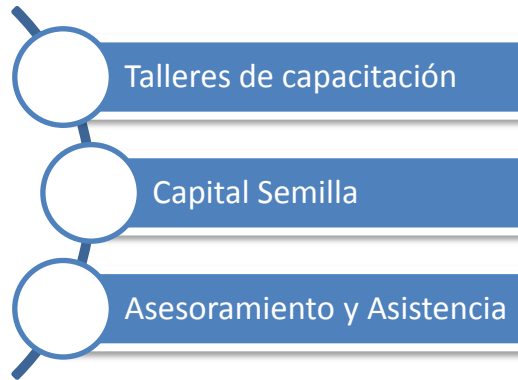 Talleres de capacitación
Capital Semilla
Asesoramiento y Asistencia